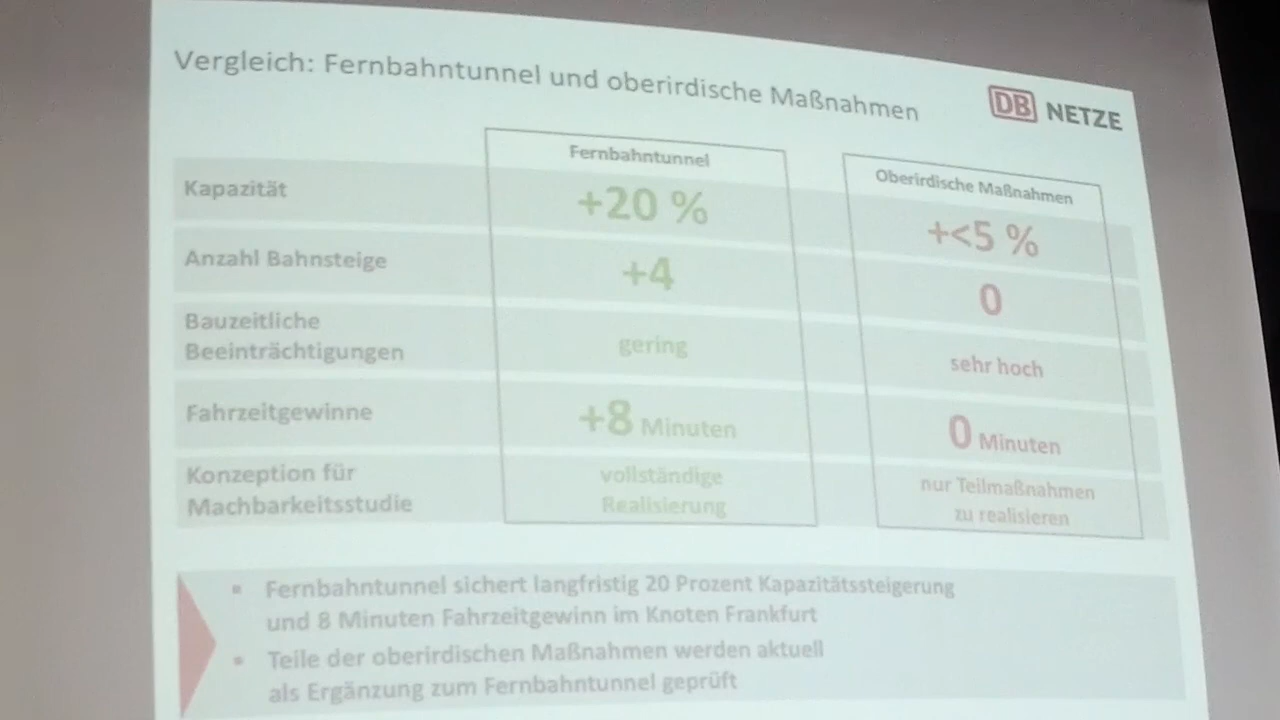 Vergleich: Fernbahntunnel und oberirdische Maßnahmen
DB NETZE
Fernbahntunnel
Oberirdische Maßnahmen
Kapazität
+20 %
+<5 %
Anzahl Bahnsteige
+4
0
Bauzeitliche
Beeinträchtigungen
gering
sehr hoch
Fahrzeitgewinne
+8 Minuten
0 Minuten
Konzeption für
Machbarkeitsstudie
vollständige
Realisierung
nur Teilmaßnahmen
zu realisieren
▪ Fernbahntunnel sichert langfristig 20 Prozent Kapazitätssteigerung
und 8 Minuten Fahrzeitgewinn im Knoten Frankfurt
▪ Teile der oberirdischen Maßnahmen werden aktuell
als Ergänzung zum Fernbahntunnel geprüft